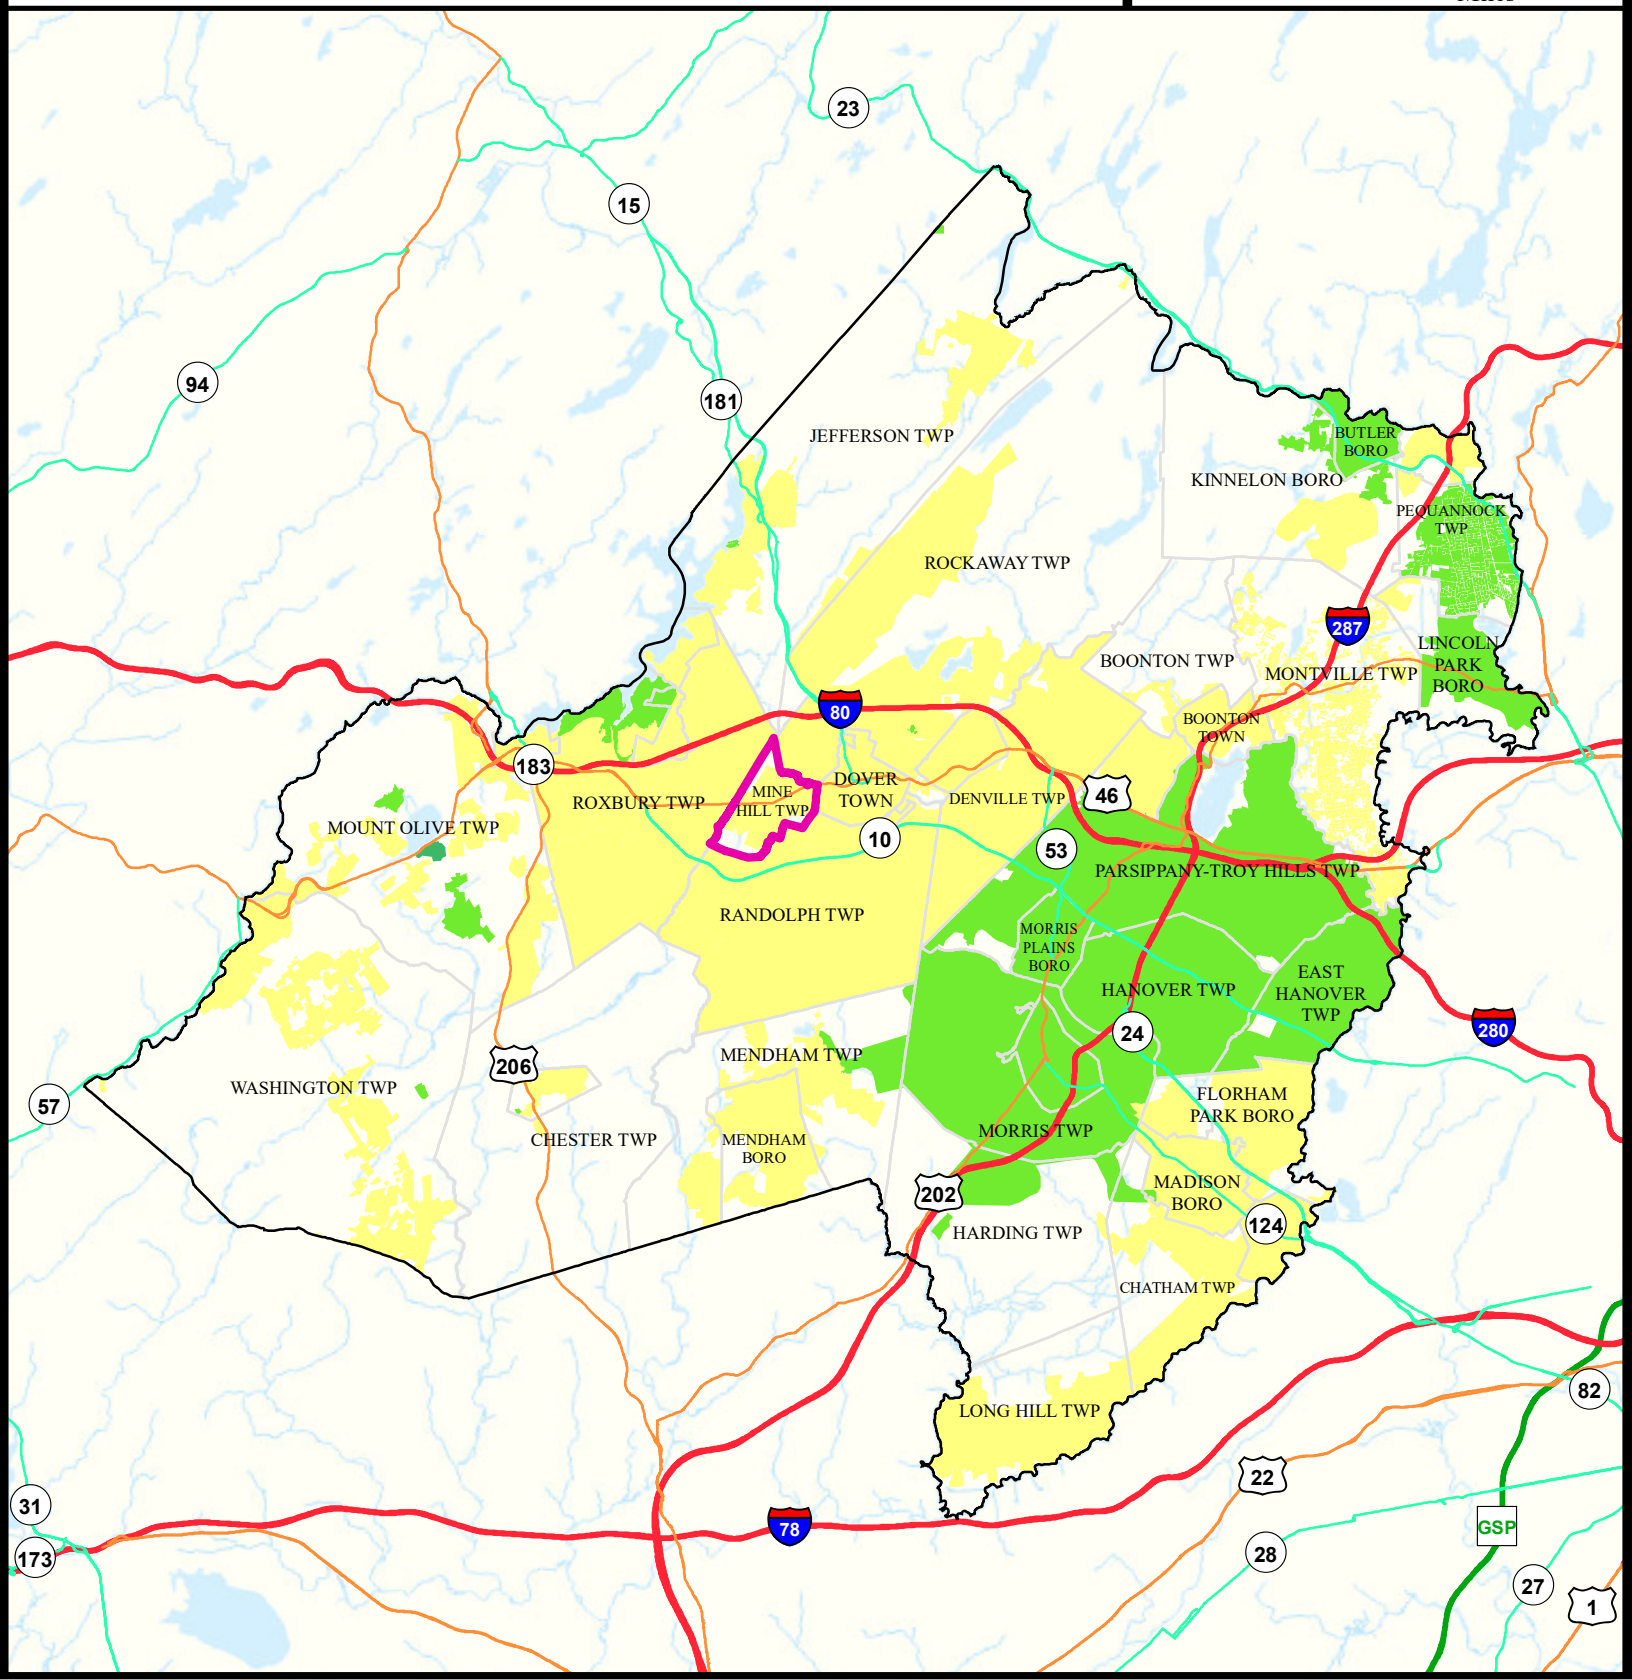 23
15
94
181
JEFFERSON TWP
BUTLER
BORO
KINNELON BORO
PEQUANNOCK
TWP
ROCKAWAY TWP
287
LINCOLN
PARK
BORO
BOONTON TWP
MONTVILLE TWP
80
BOONTON
TOWN
183
MINE
HILL TWP
DOVER
TOWN
ROXBURY TWP
DENVILLE TWP
46
MOUNT OLIVE TWP
10
53
PARSIPPANY-TROY HILLS TWP
RANDOLPH TWP
MORRIS
PLAINS
BORO
EAST
HANOVER
TWP
HANOVER TWP
24
280
MENDHAM TWP
206
WASHINGTON TWP
57
FLORHAM
PARK BORO
CHESTER TWP
MENDHAM
BORO
MORRIS TWP
202
MADISON
BORO
124
HARDING TWP
CHATHAM TWP
82
LONG HILL TWP
22
31
78
GSP
173
28
27
1